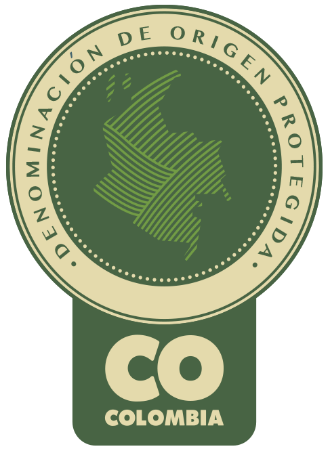 • DENOMINACIÓN DE ORIGEN PROTEGIDA •
CO
COLOMBIA